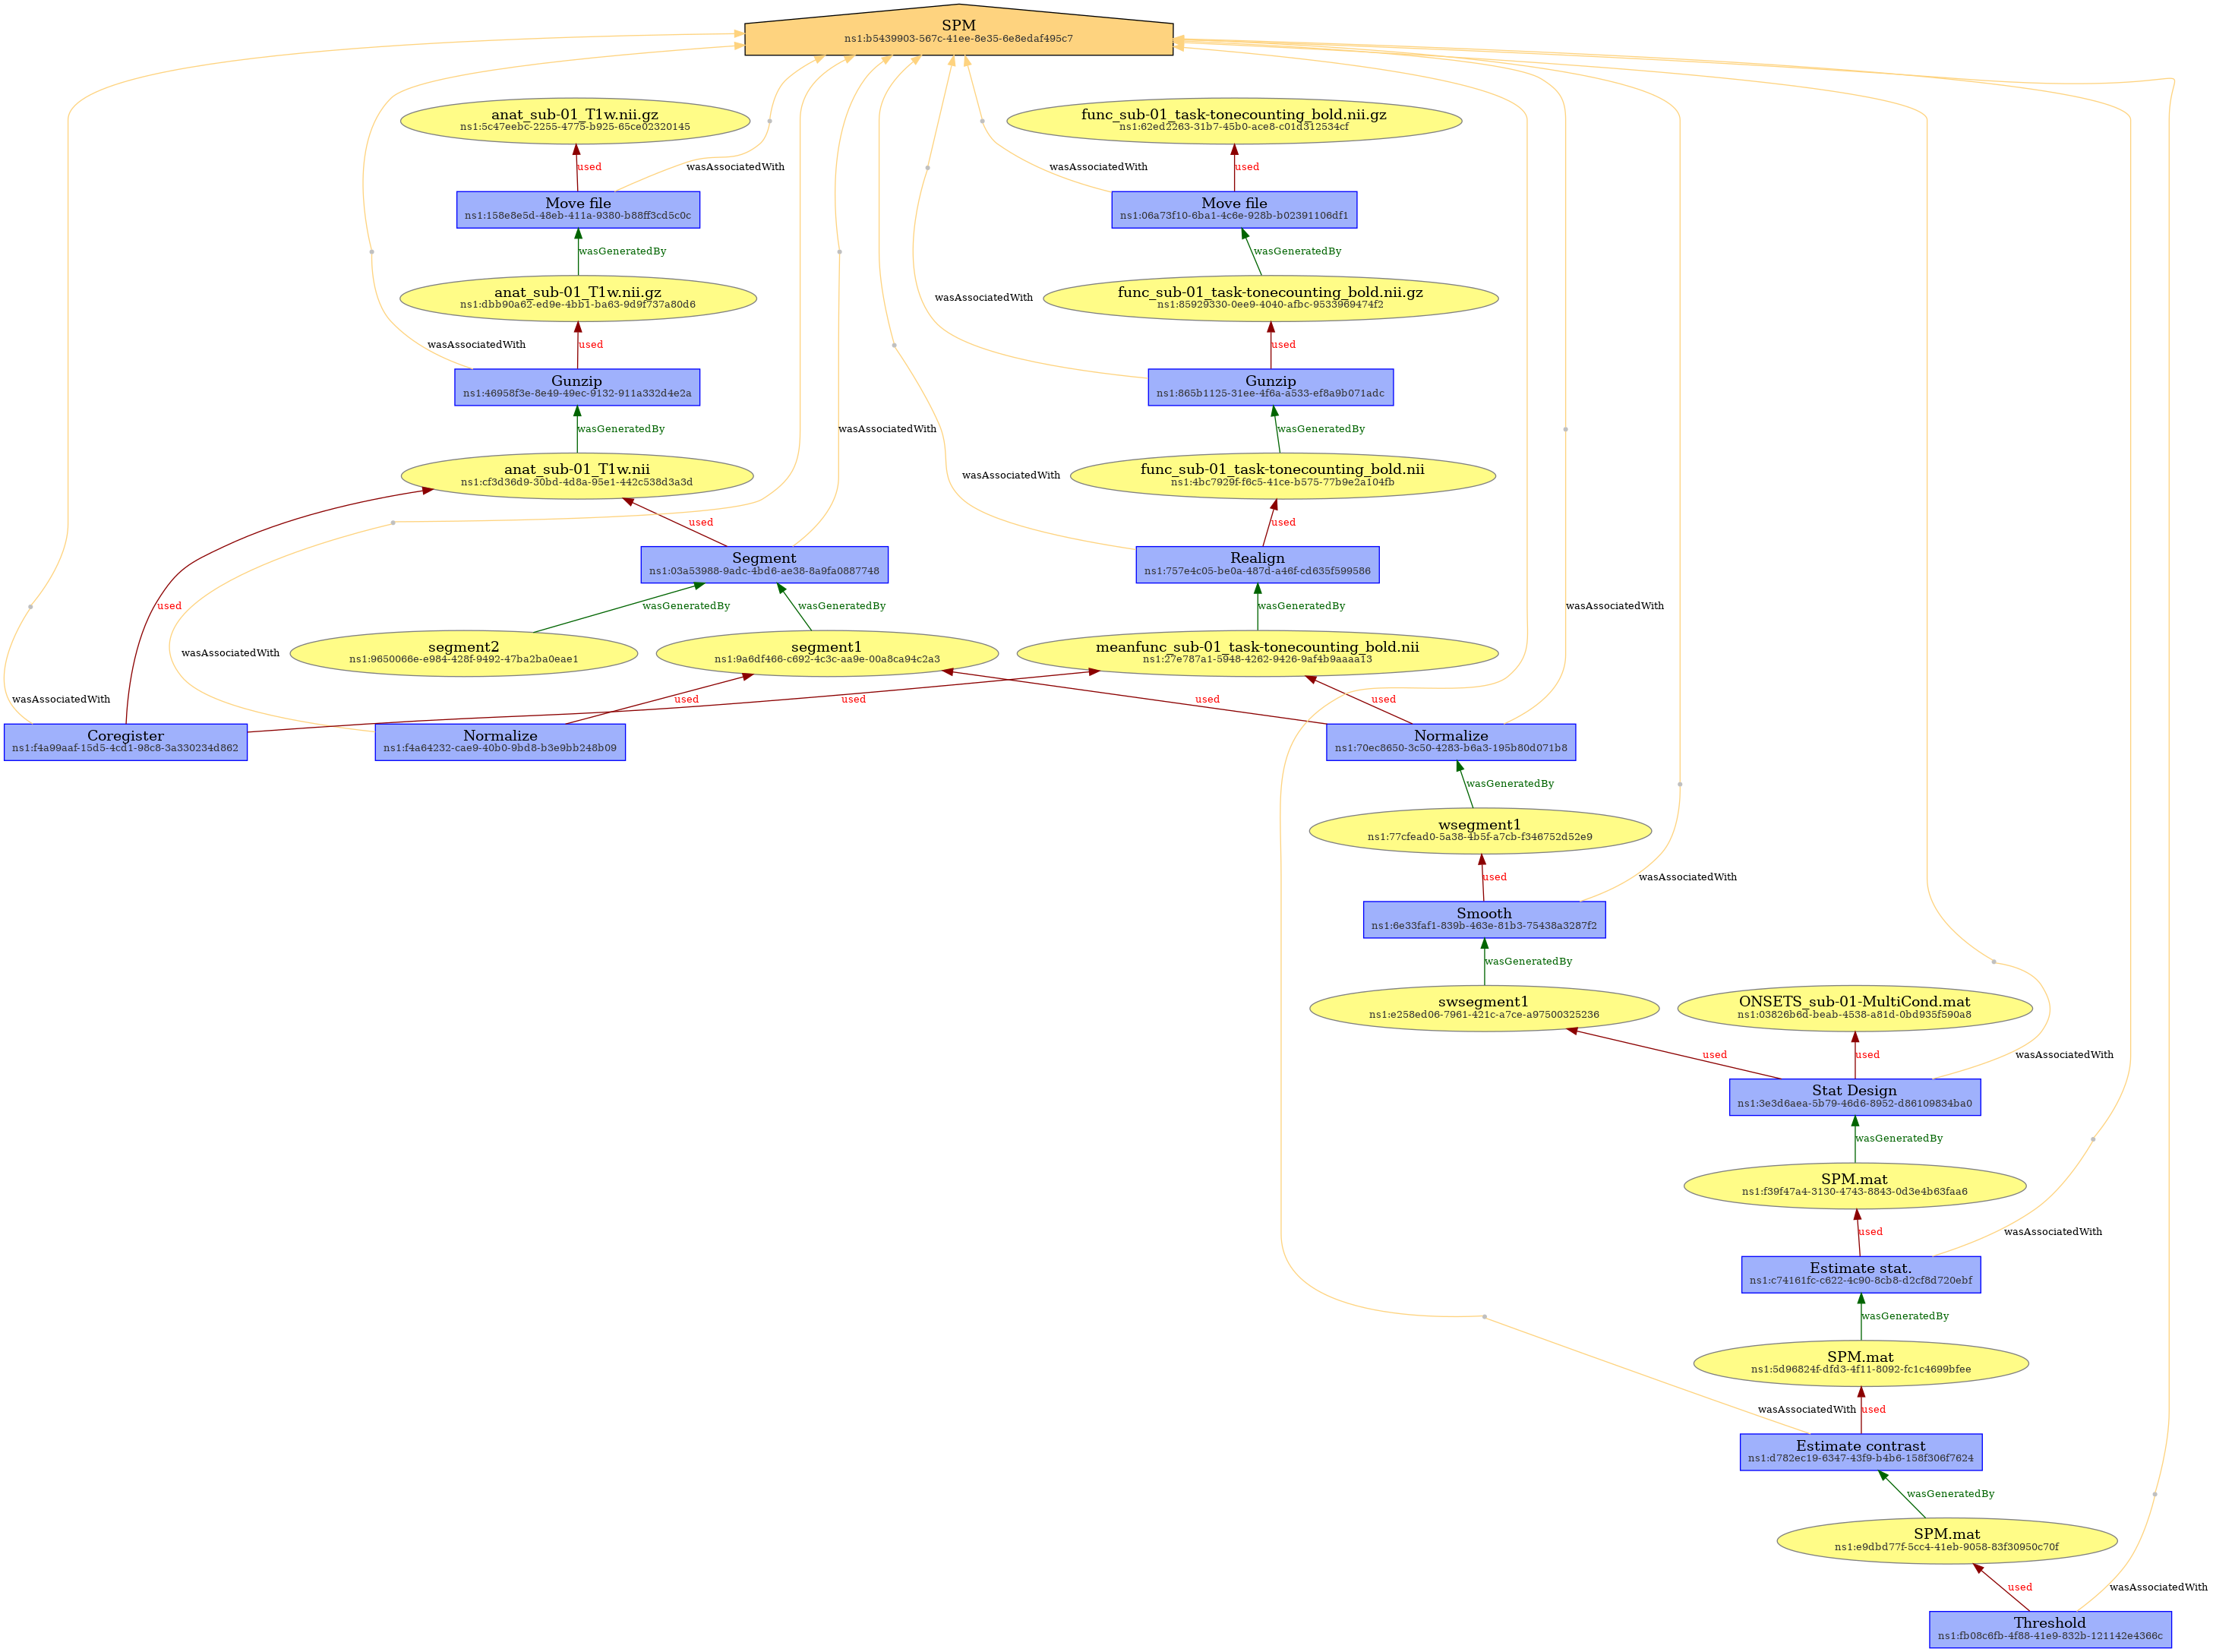 SPM
ns1:b5439903-567c-41ee-8e35-6e8edaf495c7
anat_sub-01_T1w.nii.gz
ns1:5c47eebc-2255-4775-b925-65ce02320145
func_sub-01_task-tonecounting_bold.nii.gz
ns1:62ed2263-31b7-45b0-ace8-c01d312534cf
used
wasAssociatedWith
wasAssociatedWith
used
Move file
ns1:158e8e5d-48eb-411a-9380-b88ff3cd5c0c
Move file
ns1:06a73f10-6ba1-4c6e-928b-b02391106df1
wasGeneratedBy
wasGeneratedBy
anat_sub-01_T1w.nii.gz
ns1:dbb90a62-ed9e-4bb1-ba63-9d9f737a80d6
wasAssociatedWith
func_sub-01_task-tonecounting_bold.nii.gz
ns1:85929330-0ee9-4040-afbc-9533969474f2
wasAssociatedWith
used
used
Gunzip
ns1:46958f3e-8e49-49ec-9132-911a332d4e2a
Gunzip
ns1:865b1125-31ee-4f6a-a533-ef8a9b071adc
wasGeneratedBy
wasAssociatedWith
wasGeneratedBy
anat_sub-01_T1w.nii
ns1:cf3d36d9-30bd-4d8a-95e1-442c538d3a3d
wasAssociatedWith
func_sub-01_task-tonecounting_bold.nii
ns1:4bc7929f-f6c5-41ce-b575-77b9e2a104fb
used
used
Segment
ns1:03a53988-9adc-4bd6-ae38-8a9fa0887748
Realign
ns1:757e4c05-be0a-487d-a46f-cd635f599586
used
wasGeneratedBy
wasGeneratedBy
wasGeneratedBy
wasAssociatedWith
wasAssociatedWith
segment2
ns1:9650066e-e984-428f-9492-47ba2ba0eae1
segment1
ns1:9a6df466-c692-4c3c-aa9e-00a8ca94c2a3
meanfunc_sub-01_task-tonecounting_bold.nii
ns1:27e787a1-5948-4262-9426-9af4b9aaaa13
wasAssociatedWith
used
used
used
used
Coregister
ns1:f4a99aaf-15d5-4cd1-98c8-3a330234d862
Normalize
ns1:f4a64232-cae9-40b0-9bd8-b3e9bb248b09
Normalize
ns1:70ec8650-3c50-4283-b6a3-195b80d071b8
wasGeneratedBy
wsegment1
ns1:77cfead0-5a38-4b5f-a7cb-f346752d52e9
used
wasAssociatedWith
Smooth
ns1:6e33faf1-839b-463e-81b3-75438a3287f2
wasGeneratedBy
swsegment1
ns1:e258ed06-7961-421c-a7ce-a97500325236
ONSETS_sub-01-MultiCond.mat
ns1:03826b6d-beab-4538-a81d-0bd935f590a8
used
used
wasAssociatedWith
Stat Design
ns1:3e3d6aea-5b79-46d6-8952-d86109834ba0
wasGeneratedBy
SPM.mat
ns1:f39f47a4-3130-4743-8843-0d3e4b63faa6
used
wasAssociatedWith
Estimate stat.
ns1:c74161fc-c622-4c90-8cb8-d2cf8d720ebf
wasGeneratedBy
SPM.mat
ns1:5d96824f-dfd3-4f11-8092-fc1c4699bfee
wasAssociatedWith
used
Estimate contrast
ns1:d782ec19-6347-43f9-b4b6-158f306f7624
wasGeneratedBy
SPM.mat
ns1:e9dbd77f-5cc4-41eb-9058-83f30950c70f
used
wasAssociatedWith
Threshold
ns1:fb08c6fb-4f88-41e9-832b-121142e4366c